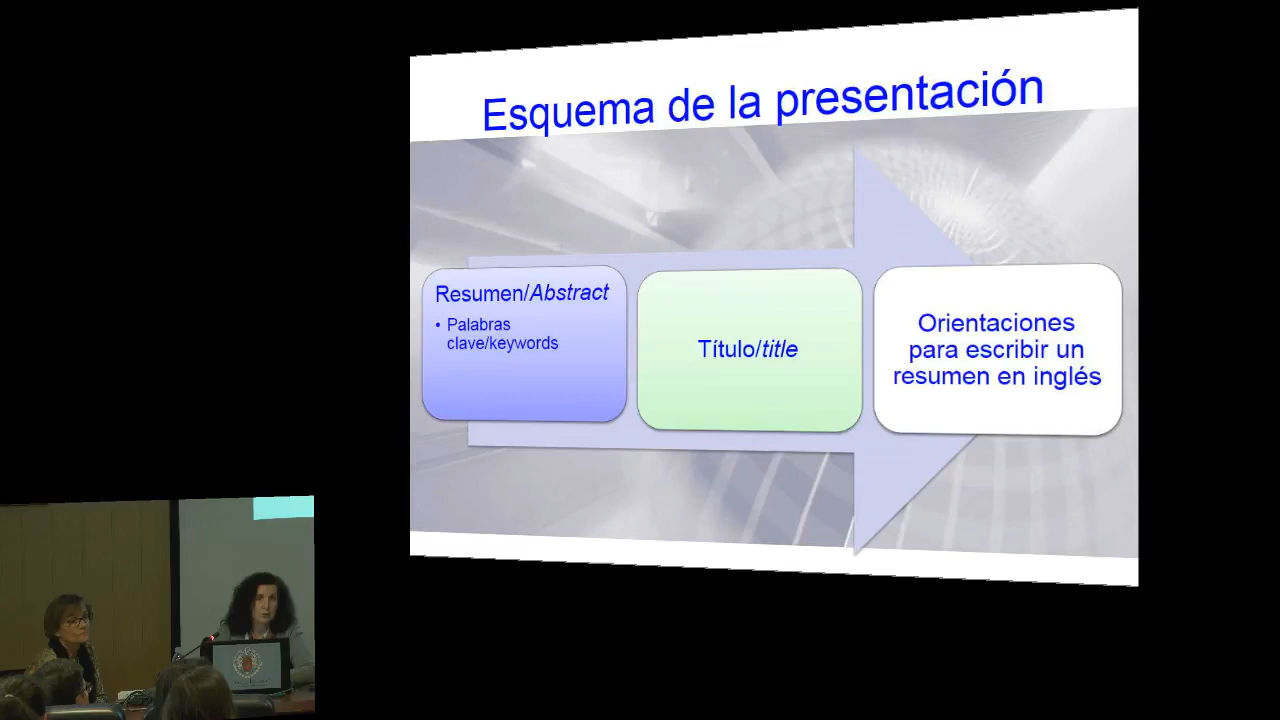 Esquema de la presentación
Resumen/Abstract
• Palabras
clave/keywords
Título/title
Orientaciones
para escribir un
resumen en inglés